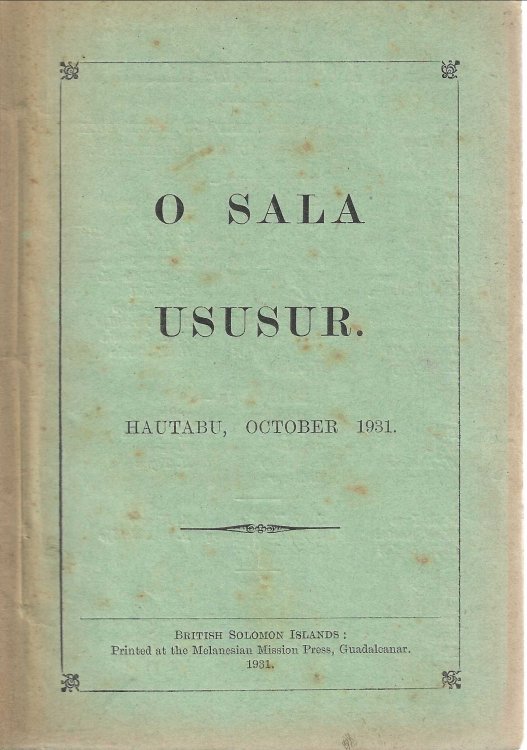 O SALA
USUSUR.
HAUTABU, OCTOBER 1931.
BRITISH SOLOMON ISLANDS:
Printed at the Melanesian Mission Press, Guadalcanar.
1931.